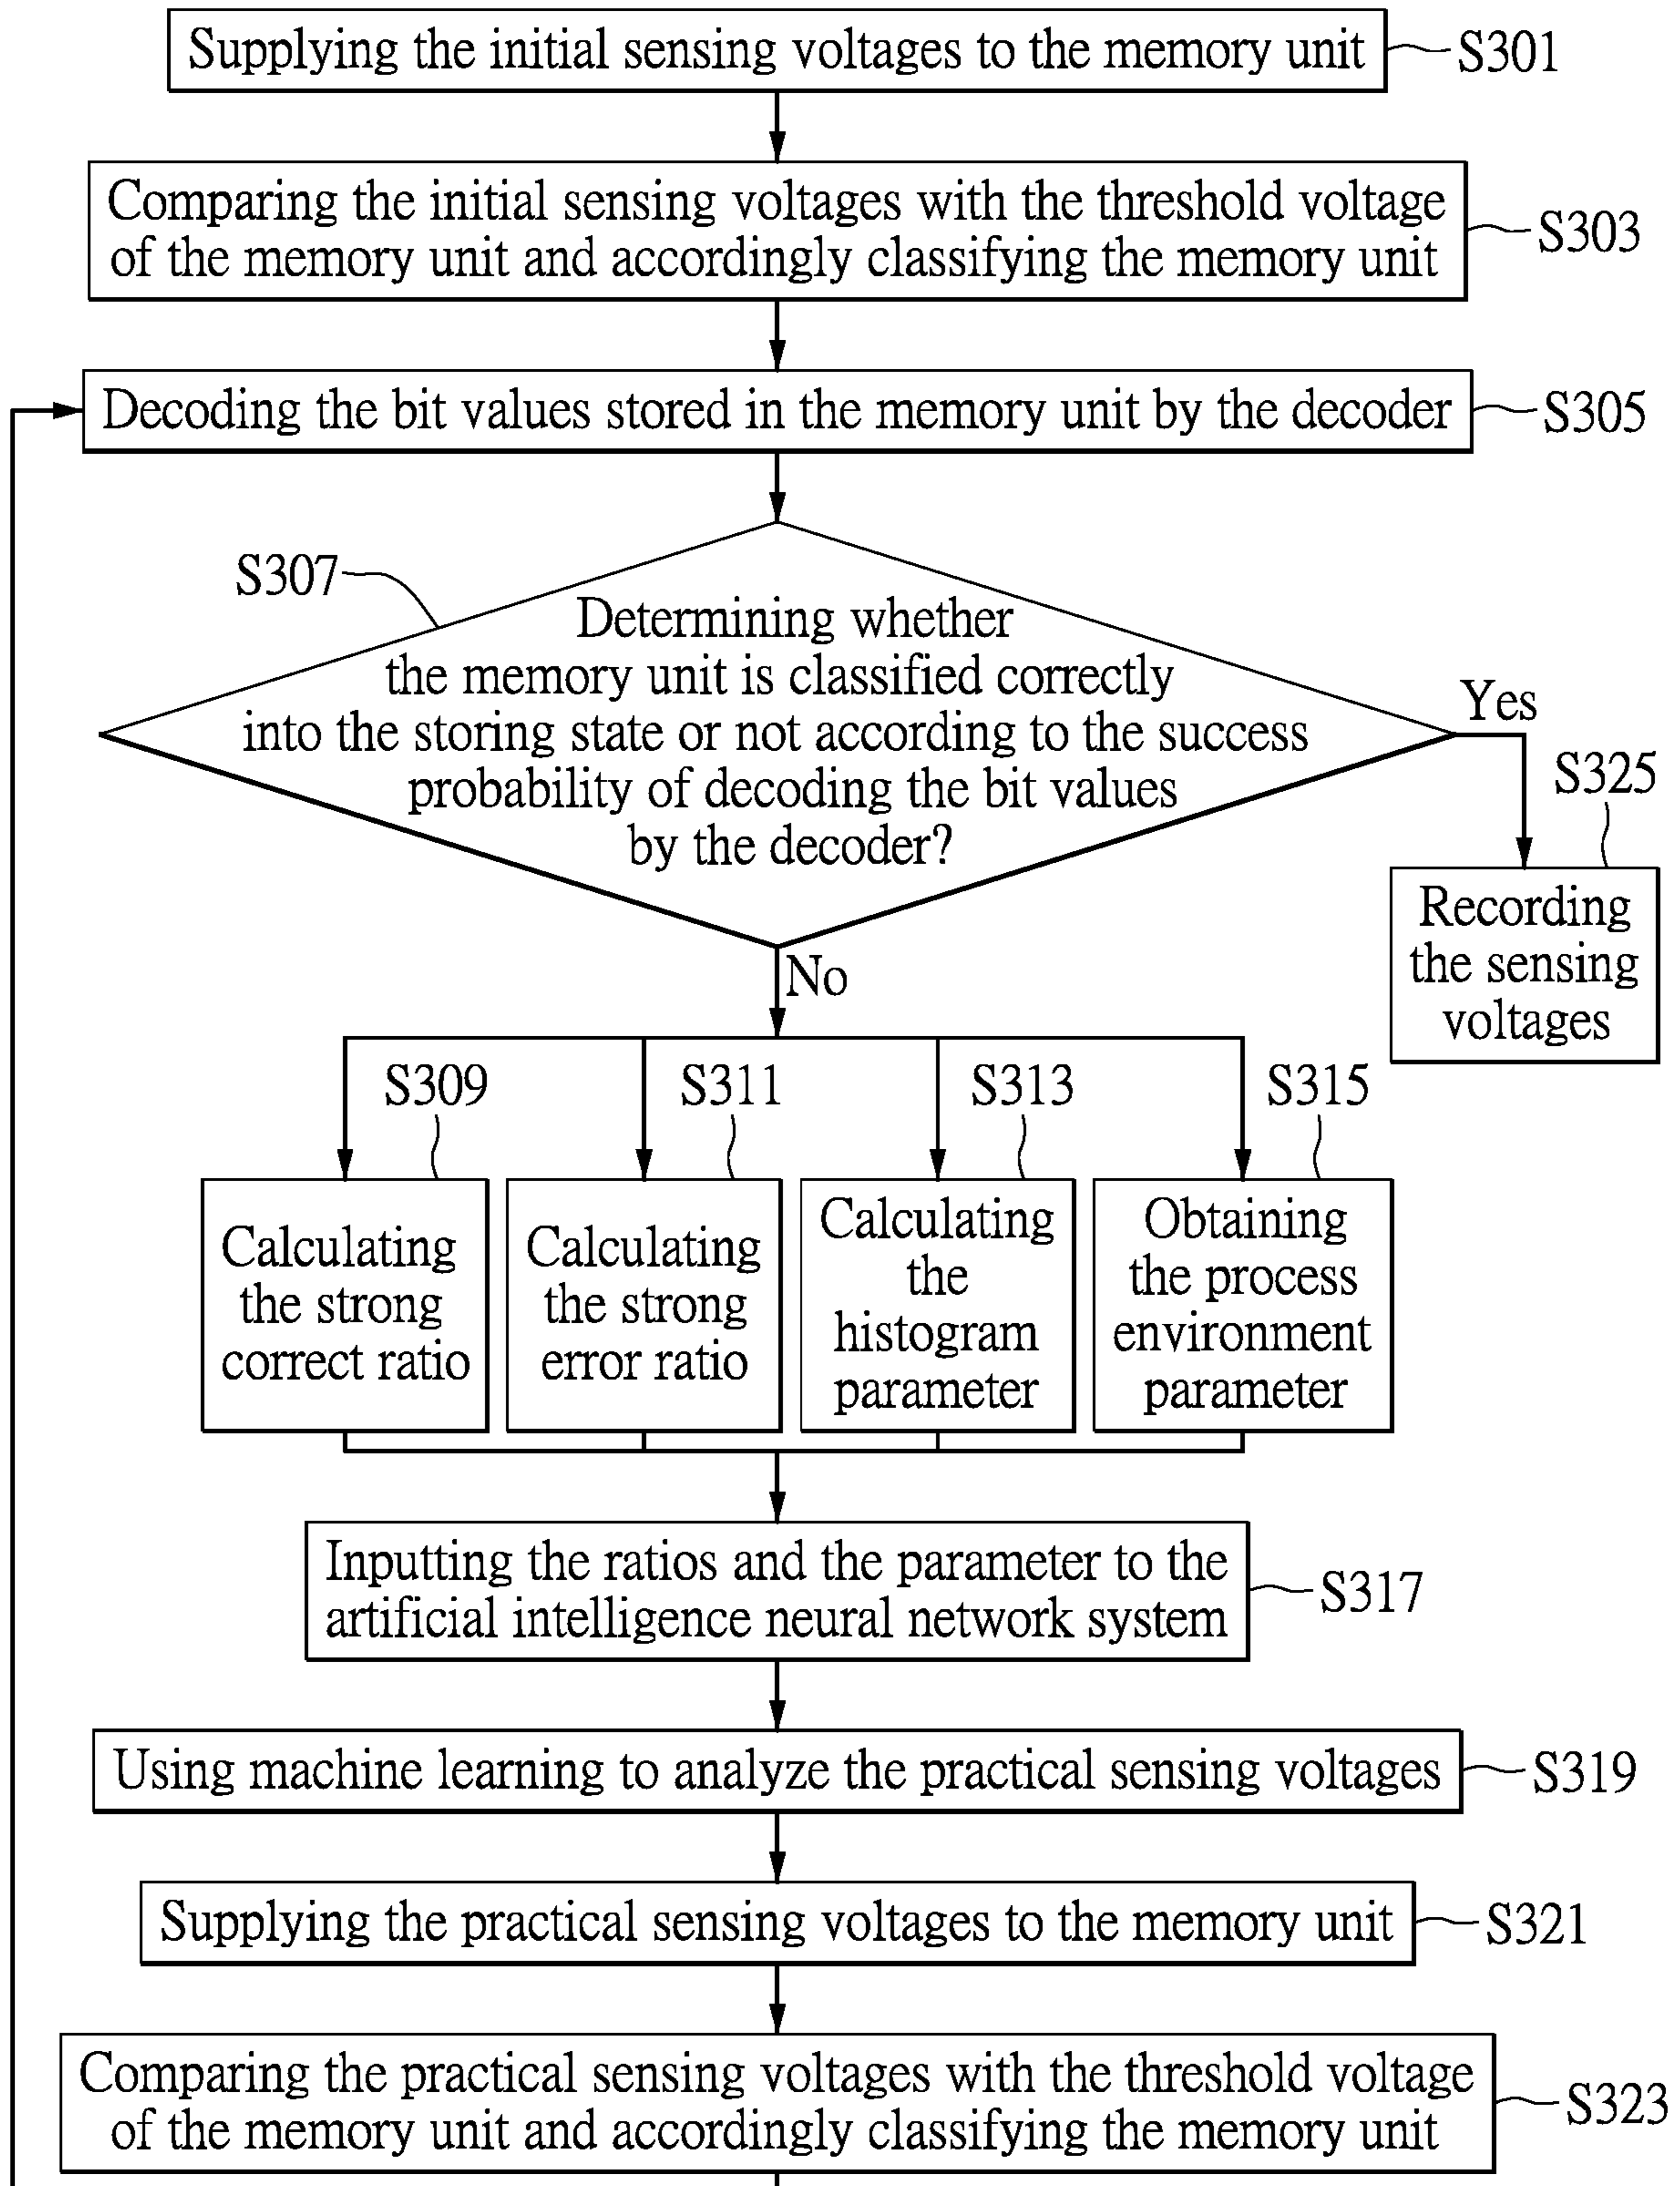 Supplying the initial sensing voltages to the memory unit
S301
Comparing the initial sensing voltages with the threshold voltage
of the memory unit and accordingly classifying the memory unit
S303
Decoding the bit values stored in the memory unit by the decoder
S305
S307
Determining whether
the memory unit is classified correctly
into the storing state or not according to the success
probability of decoding the bit values
by the decoder?
Yes
S325
Recording
the sensing
voltages
No
S309
Calculating
the strong
correct ratio
S311
Calculating
the strong
error ratio
S313
Calculating
the
histogram
parameter
S315
Obtaining
the process
environment
parameter
Inputting the ratios and the parameter to the
artificial intelligence neural network system
S317
Using machine learning to analyze the practical sensing voltages
S319
Supplying the practical sensing voltages to the memory unit
S321
Comparing the practical sensing voltages with the threshold voltage
of the memory unit and accordingly classifying the memory unit
S323